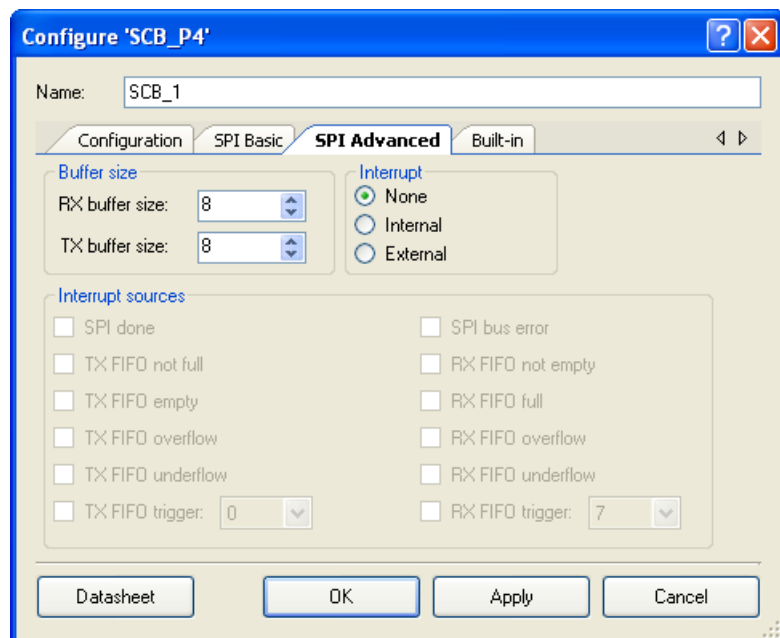 Configure 'SCB_P4'
Name: SCB_1
Configuration SPI Basic SPI Advanced Built-in
Buffer size
RX buffer size: 8
TX buffer size: 8
Interrupt
None
Internal
External
Interrupt sources
SPI done
TX FIFO not full
TX FIFO empty
TX FIFO overflow
TX FIFO underflow
TX FIFO trigger: 0
SPI bus error
RX FIFO not empty
RX FIFO full
RX FIFO overflow
RX FIFO underflow
RX FIFO trigger: 7
Datasheet OK Apply Cancel